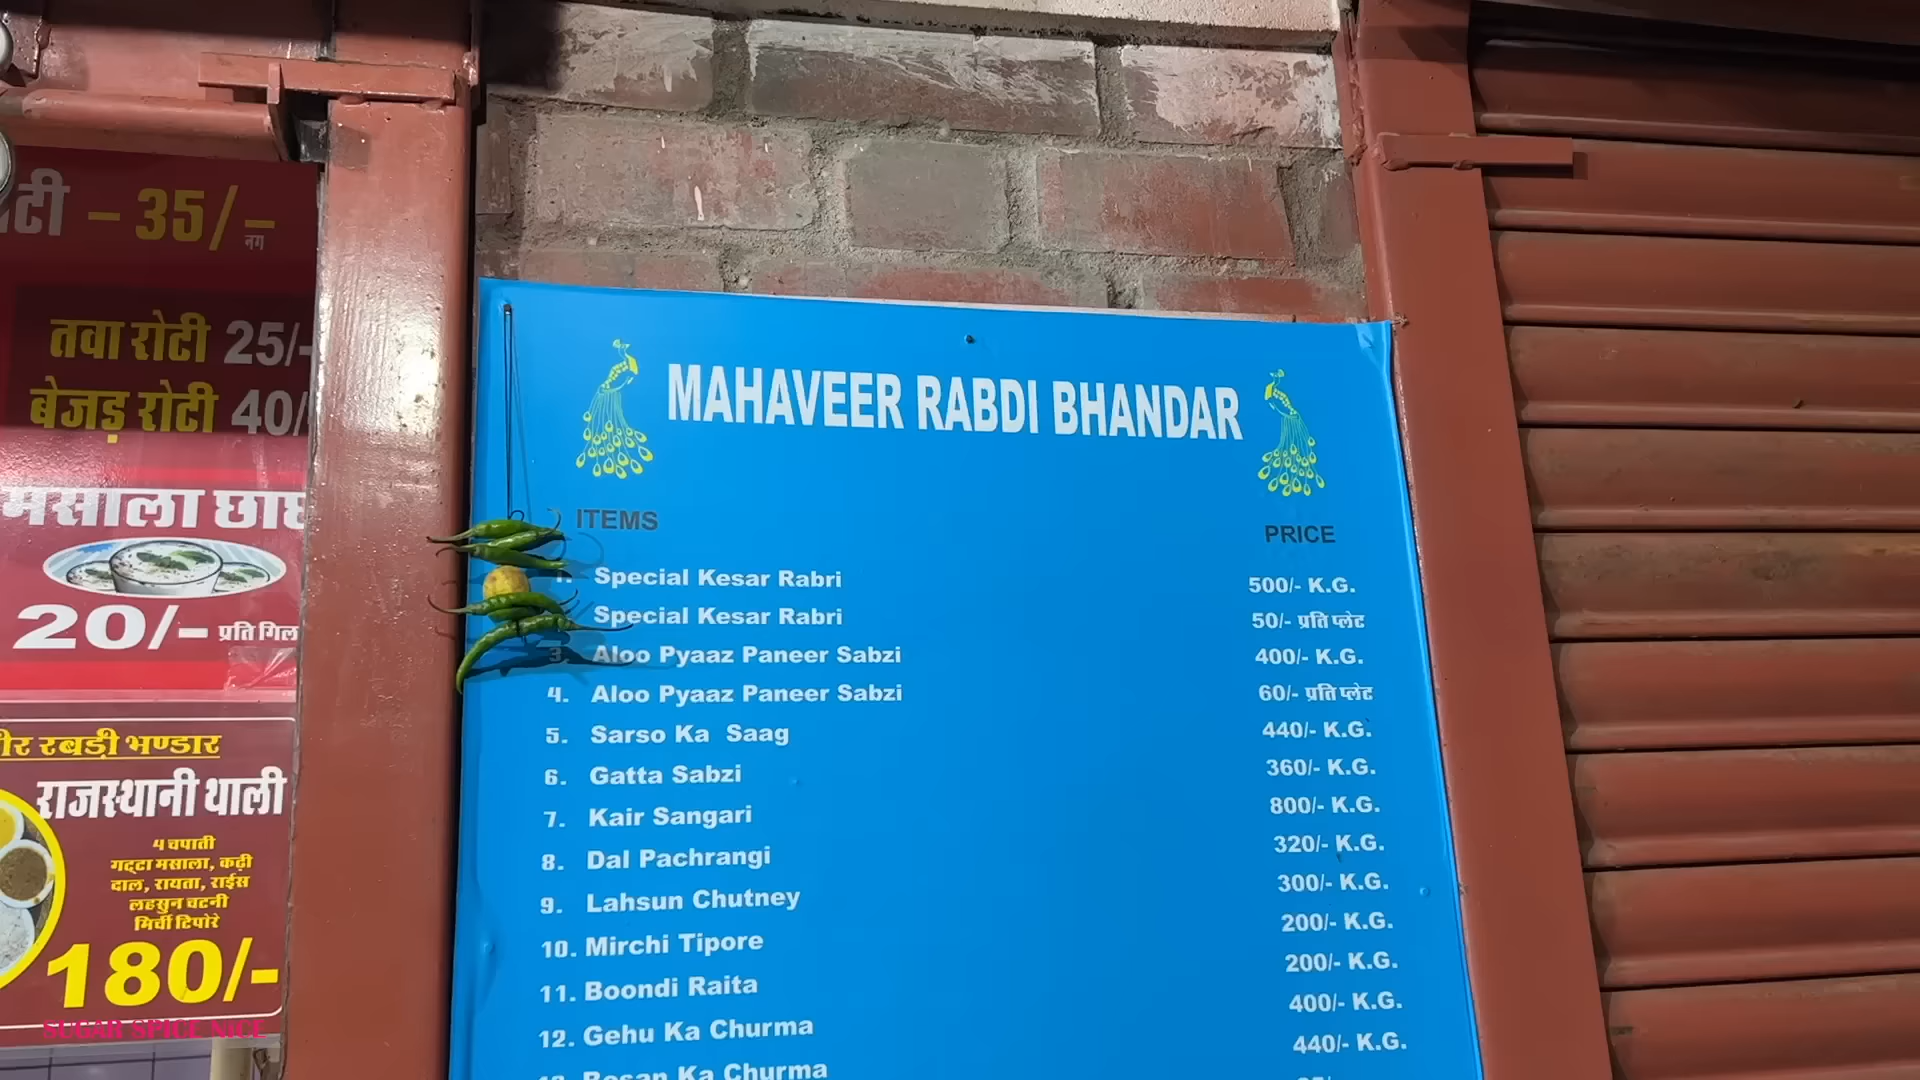 टी - 35/- नग
तवा रोटी 25/-
बेजड़ रोटी 40/
मसाला छाछ
20/- प्रति
रबड़ी भण्डार
राजस्थानी थाली
4 चपाती
गट्टा मसाला, कढ़ी
दाल, रायता, राईस
लहसुन चटनी
मिर्ची टिपोरे
180/-
SUGAR SPICE NICE
MAHAVEER RABDI BHANDAR
ITEMS PRICE
1. Special Kesar Rabri 500/- K.G.
Special Kesar Rabri 50/- प्रति प्लेट
3. Aloo Pyaaz Paneer Sabzi 400/- K.G.
4. Aloo Pyaaz Paneer Sabzi 60/- प्रति प्लेट
5. Sarso Ka Saag 440/- K.G.
6. Gatta Sabzi 360/- K.G.
7. Kair Sangari 800/- K.G.
8. Dal Pachrangi 320/- K.G.
9. Lahsun Chutney 300/- K.G.
10. Mirchi Tipore 200/- K.G.
11. Boondi Raita 200/- K.G.
12. Gehu Ka Churma 400/- K.G.
13. Besan Ka Churma 440/- K.G.